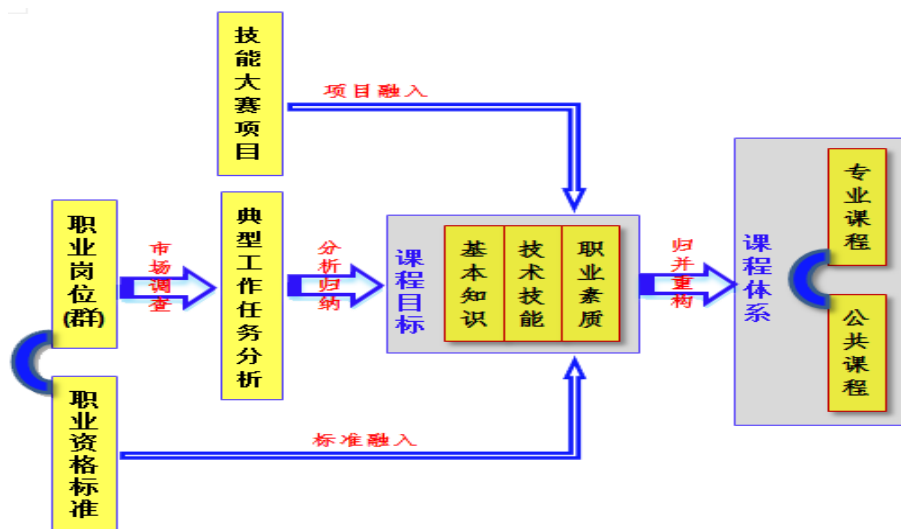 技能大赛项目
项目融入
职业岗位(群)
市场调查
典型工作任务分析
分析归纳
课程目标
基本知识
技术技能
职业素质
归并重构
课程体系
专业课程
公共课程
职业资格标准
标准融入